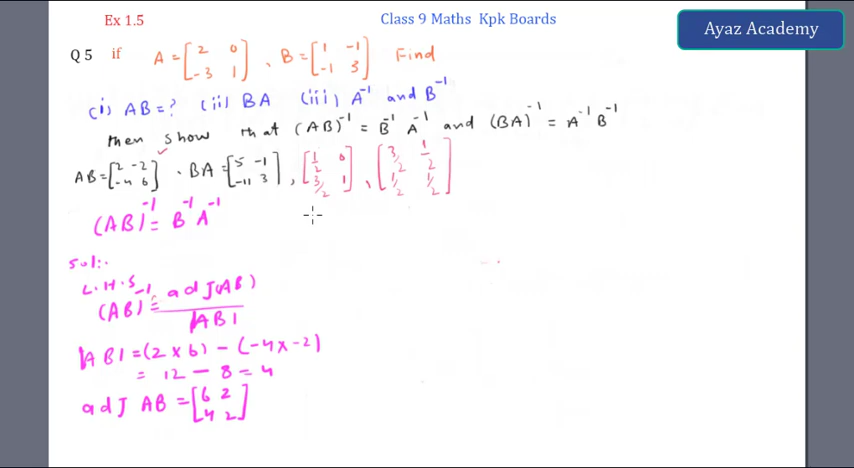 Ex 1.5 Class 9 Maths Kpk Boards Ayaz Academy
Q 5 if A = [2 0; -3 1] , B = [1 -1; -1 3] Find
(i) AB = ? (ii) BA (iii) A⁻¹ and B⁻¹
then show that (AB)⁻¹ = B⁻¹ A⁻¹ and (BA)⁻¹ = A⁻¹ B⁻¹
AB = [2 -2; -4 6] , BA = [5 -1; -11 3] , [1/2 0; 3/2 1] , [3/2 1/2; 1/2 1/2]
(AB)⁻¹ = B⁻¹ A⁻¹
Sol:-
L.H.S
(AB)⁻¹ = adj(AB) / |AB|
|AB| = (2 x 6) - (-4 x -2)
= 12 - 8 = 4
adj AB = [6 2; 4 2]